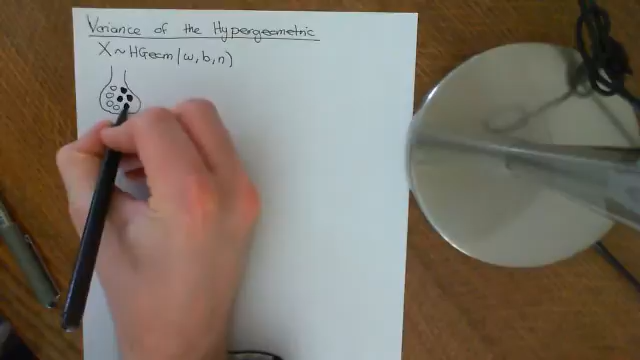 Variance of the Hypergeometric
X ~ HGeom(w, b, n)